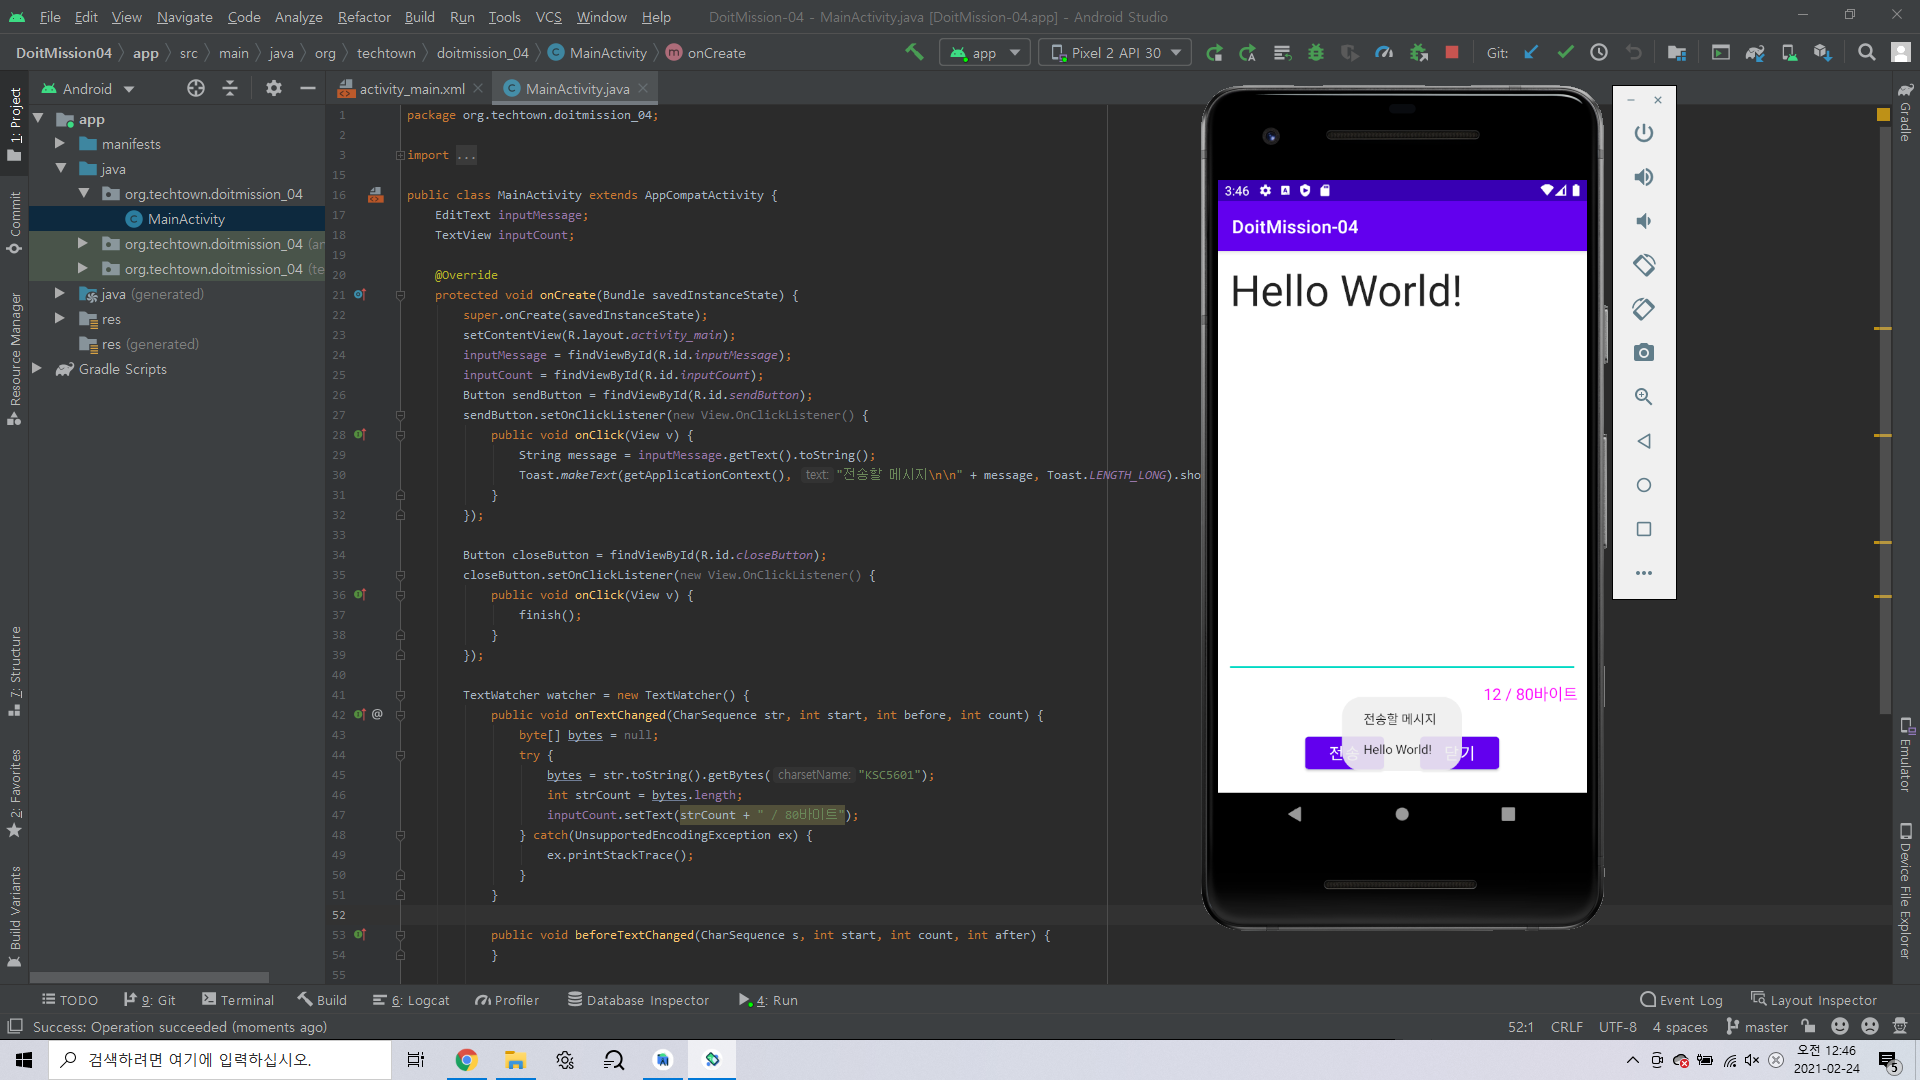 File Edit View Navigate Code Analyze Refactor Build Run Tools VCS Window Help DoitMission-04 - MainActivity.java [DoitMission-04.app] - Android Studio
DoitMission04 app src main java org techtown doitmission_04 MainActivity onCreate app Pixel 2 API 30 Git:
Android
activity_main.xml MainActivity.java
1: Project
Commit
Resource Manager
7: Structure
2: Favorites
Build Variants
app
manifests
java
org.techtown.doitmission_04
MainActivity
org.techtown.doitmission_04 (ar
org.techtown.doitmission_04 (te
java (generated)
res
res (generated)
Gradle Scripts
1 package org.techtown.doitmission_04;
2
3 import ...
15
16 public class MainActivity extends AppCompatActivity {
17 EditText inputMessage;
18 TextView inputCount;
19
20 @Override
21 protected void onCreate(Bundle savedInstanceState) {
22 super.onCreate(savedInstanceState);
23 setContentView(R.layout.activity_main);
24 inputMessage = findViewById(R.id.inputMessage);
25 inputCount = findViewById(R.id.inputCount);
26 Button sendButton = findViewById(R.id.sendButton);
27 sendButton.setOnClickListener(new View.OnClickListener() {
28 public void onClick(View v) {
29 String message = inputMessage.getText().toString();
30 Toast.makeText(getApplicationContext(), text: "전송할 메시지\n\n" + message, Toast.LENGTH_LONG).sho
31 }
32 });
33
34 Button closeButton = findViewById(R.id.closeButton);
35 closeButton.setOnClickListener(new View.OnClickListener() {
36 public void onClick(View v) {
37 finish();
38 }
39 });
40
41 TextWatcher watcher = new TextWatcher() {
42 @ public void onTextChanged(CharSequence str, int start, int before, int count) {
43 byte[] bytes = null;
44 try {
45 bytes = str.toString().getBytes( charsetName: "KSC5601");
46 int strCount = bytes.length;
47 inputCount.setText(strCount + " / 80바이트");
48 } catch(UnsupportedEncodingException ex) {
49 ex.printStackTrace();
50 }
51 }
52
53 public void beforeTextChanged(CharSequence s, int start, int count, int after) {
54 }
55
3:46
DoitMission-04
Hello World!
12 / 80바이트
전송할 메시지
Hello World!
전송 닫기
Gradle
Emulator
Device File Explorer
TODO 9: Git Terminal Build 6: Logcat Profiler Database Inspector 4: Run Event Log Layout Inspector
Success: Operation succeeded (moments ago) 52:1 CRLF UTF-8 4 spaces master
검색하려면 여기에 입력하십시오. 오전 12:46
2021-02-24 5